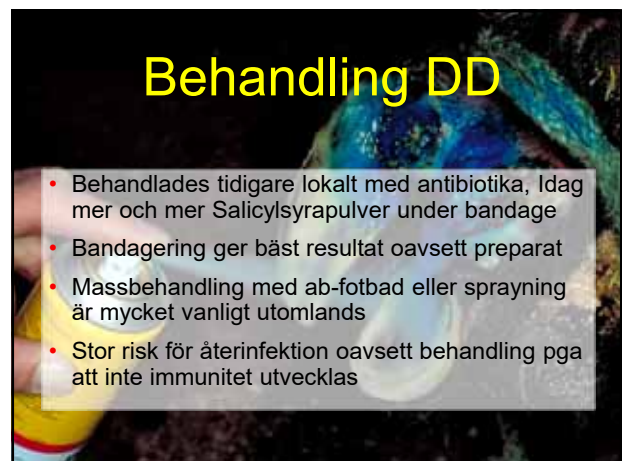 Behandling DD
• Behandlades tidigare lokalt med antibiotika, Idag
mer och mer Salicylsyrapulver under bandage
• Bandagering ger bäst resultat oavsett preparat
• Massbehandling med ab-fotbad eller sprayning
är mycket vanligt utomlands
• Stor risk för återinfektion oavsett behandling pga
att inte immunitet utvecklas